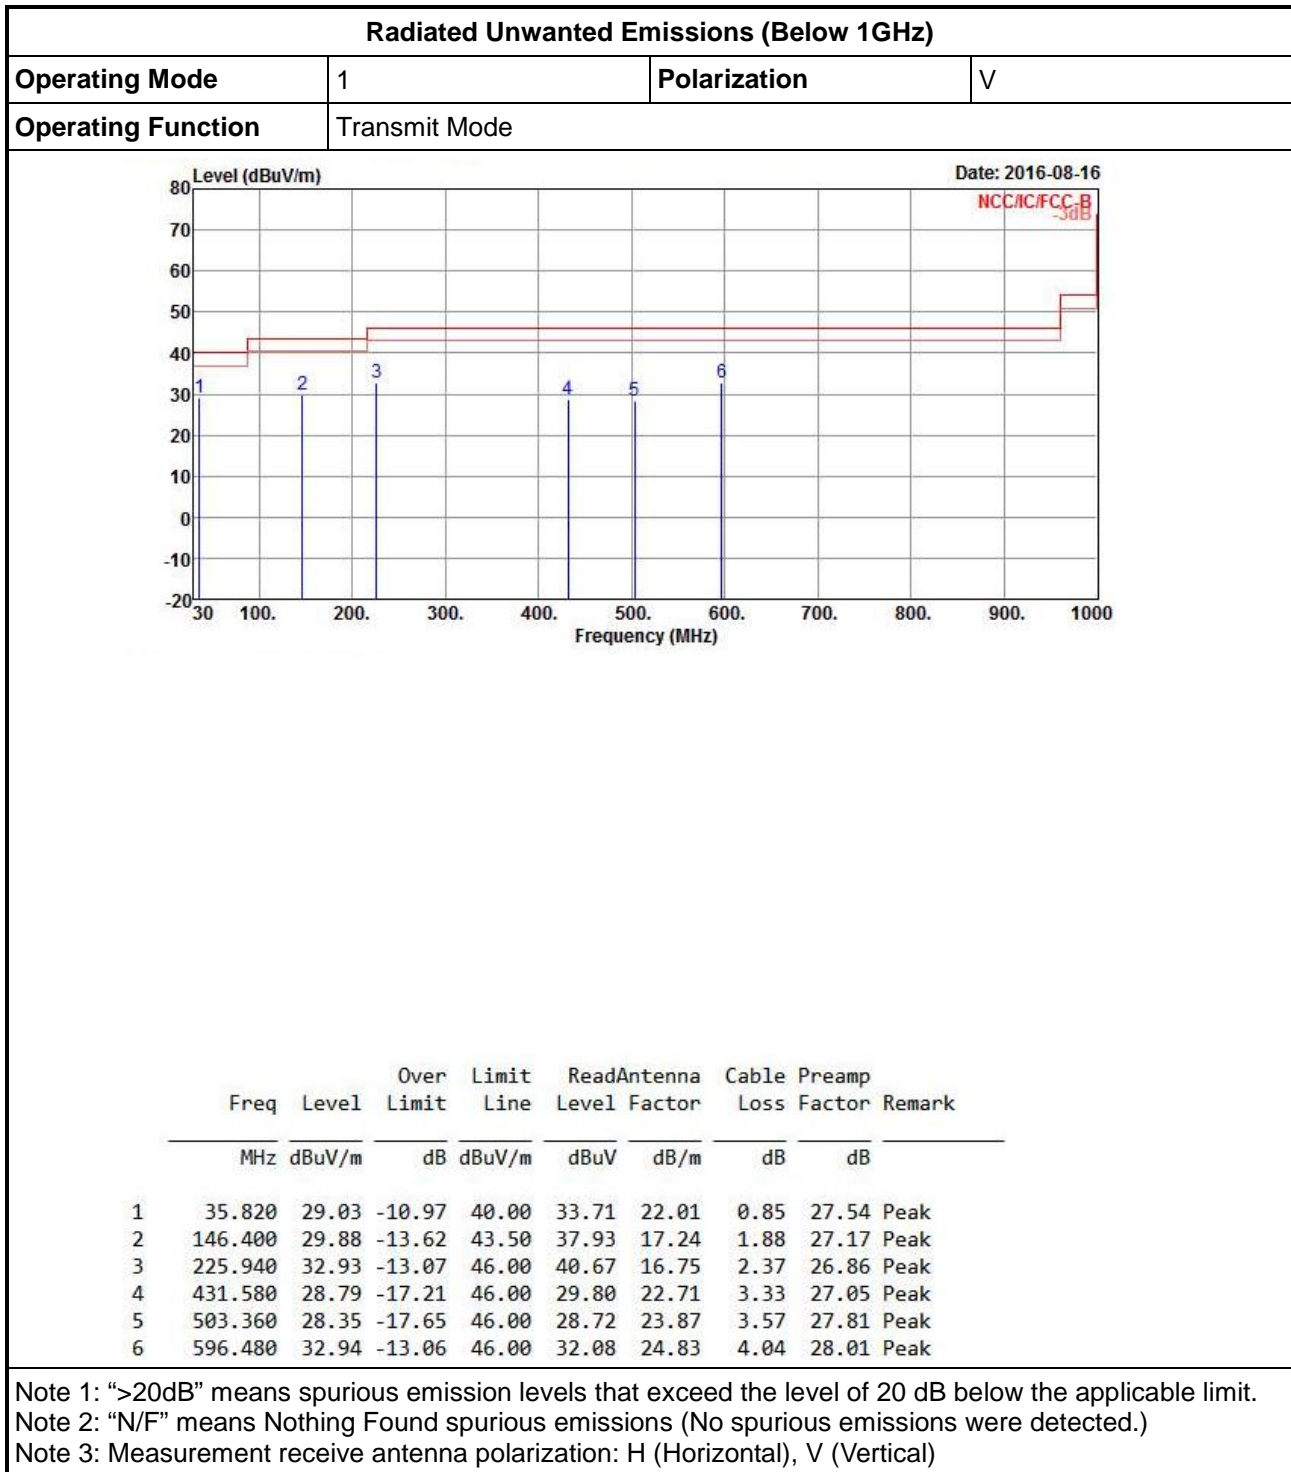 Radiated Unwanted Emissions (Below 1GHz)
Operating Mode 1 Polarization V
Operating Function Transmit Mode
Level (dBuV/m) Date: 2016-08-16
80
NCC/IC/FCC-B
-3dB
70
60
50
40
30
20
10
0
-10
-20
1 2 3 4 5 6
30 100. 200. 300. 400. 500. 600. 700. 800. 900. 1000
Frequency (MHz)
Over Limit ReadAntenna Cable Preamp
Freq Level Limit Line Level Factor Loss Factor Remark
MHz dBuV/m dB dBuV/m dBuV dB/m dB dB
1 35.820 29.03 -10.97 40.00 33.71 22.01 0.85 27.54 Peak
2 146.400 29.88 -13.62 43.50 37.93 17.24 1.88 27.17 Peak
3 225.940 32.93 -13.07 46.00 40.67 16.75 2.37 26.86 Peak
4 431.580 28.79 -17.21 46.00 29.80 22.71 3.33 27.05 Peak
5 503.360 28.35 -17.65 46.00 28.72 23.87 3.57 27.81 Peak
6 596.480 32.94 -13.06 46.00 32.08 24.83 4.04 28.01 Peak
Note 1: “>20dB” means spurious emission levels that exceed the level of 20 dB below the applicable limit.
Note 2: “N/F” means Nothing Found spurious emissions (No spurious emissions were detected.)
Note 3: Measurement receive antenna polarization: H (Horizontal), V (Vertical)